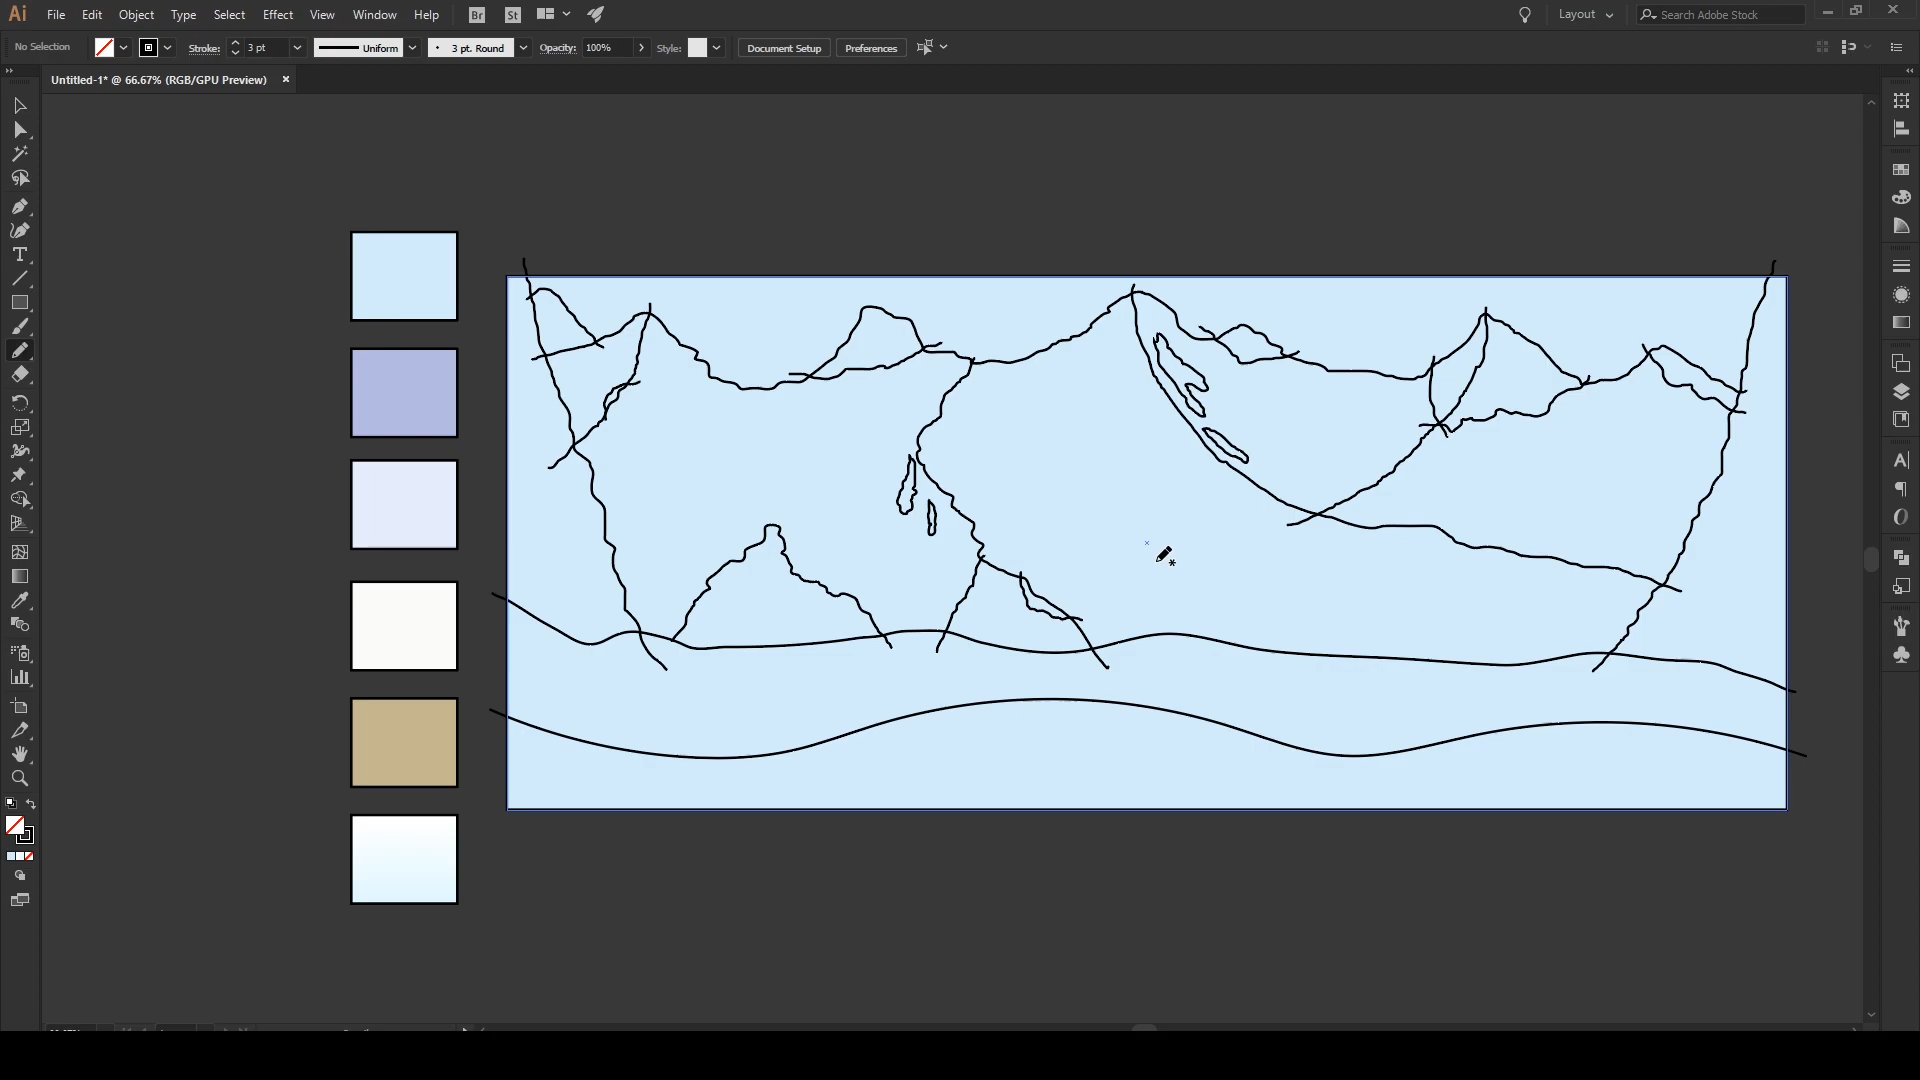 Ai File Edit Object Type Select Effect View Window Help Br St Layout Search Adobe Stock
No Selection Stroke: 3 pt Uniform 3 pt. Round Opacity: 100% Style: Document Setup Preferences
Untitled-1* @ 66.67% (RGB/GPU Preview)